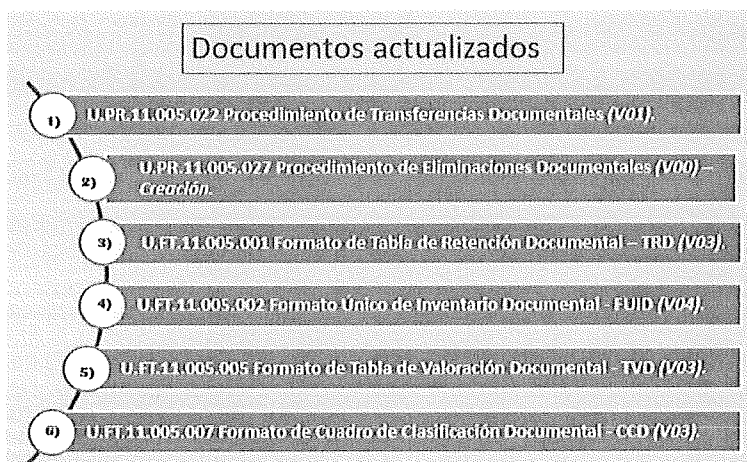 Documentos actualizados
1) U.PR.11.005.022 Procedimiento de Transferencias Documentales (V01).
2) U.PR.11.005.027 Procedimiento de Eliminaciones Documentales (V00) –
Creación.
3) U.FT.11.005.001 Formato de Tabla de Retención Documental – TRD (V03).
4) U.FT.11.005.002 Formato Único de Inventario Documental - FUID (V04).
5) U.FT.11.005.005 Formato de Tabla de Valoración Documental - TVD (V03).
6) U.FT.11.005.007 Formato de Cuadro de Clasificación Documental - CCD (V03).